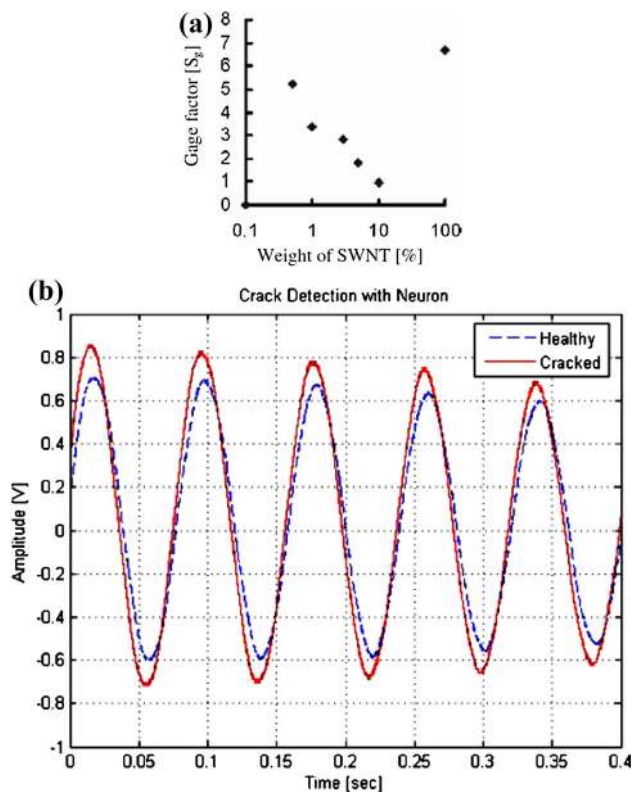 (a)
Gage factor [Sg]
8
7
6
5
4
3
2
1
0
0.1 1 10 100
Weight of SWNT [%]
(b)
Crack Detection with Neuron
Healthy
Cracked
Amplitude [V]
1
0.8
0.6
0.4
0.2
0
-0.2
-0.4
-0.6
-0.8
-1
0 0.05 0.1 0.15 0.2 0.25 0.3 0.35 0.4
Time [sec]